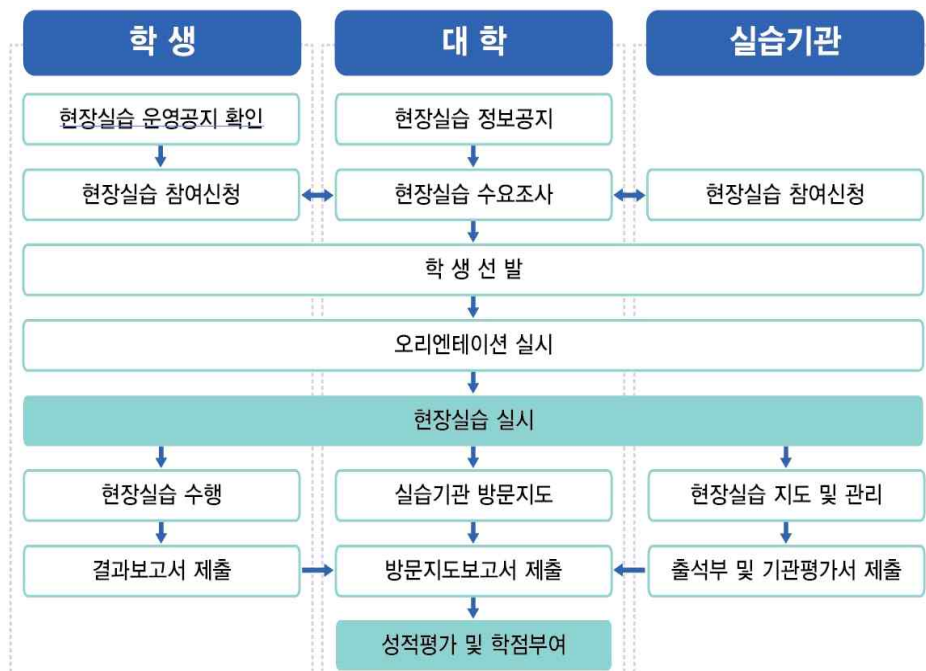 학 생
대 학
실습기관
현장실습 운영공지 확인
현장실습 정보공지
현장실습 참여신청
현장실습 수요조사
현장실습 참여신청
학 생 선 발
오리엔테이션 실시
현장실습 실시
현장실습 수행
실습기관 방문지도
현장실습 지도 및 관리
결과보고서 제출
방문지도보고서 제출
출석부 및 기관평가서 제출
성적평가 및 학점부여